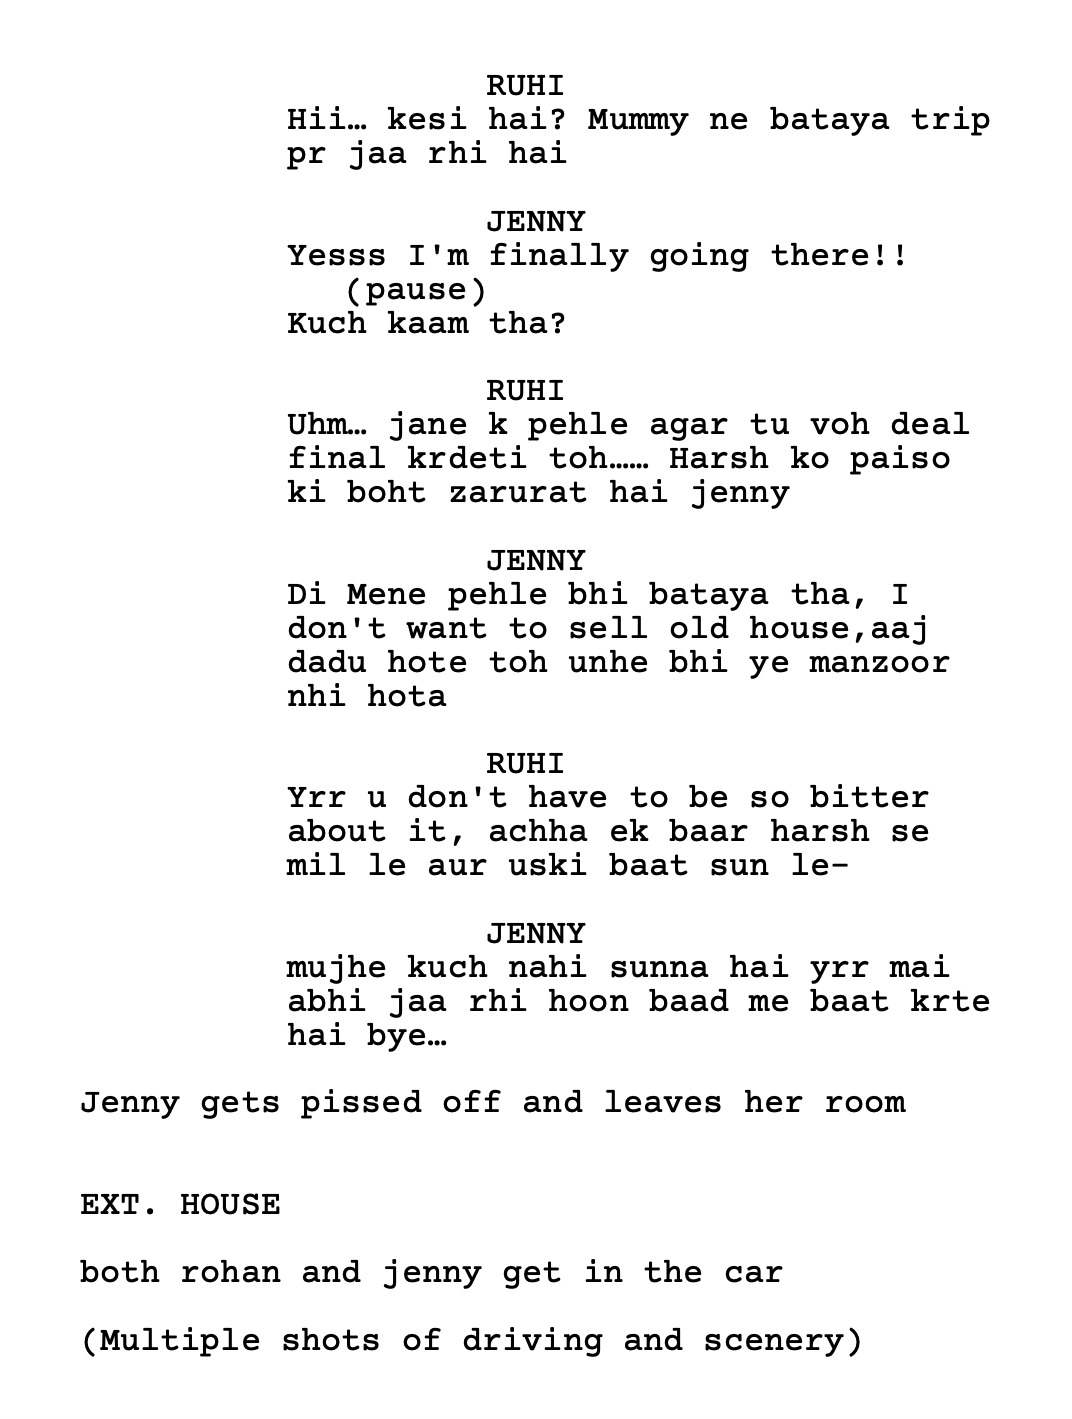 RUHI
Hii… kesi hai? Mummy ne bataya trip
pr jaa rhi hai
JENNY
Yesss I'm finally going there!!
(pause)
Kuch kaam tha?
RUHI
Uhm… jane k pehle agar tu voh deal
final krdeti toh…… Harsh ko paiso
ki boht zarurat hai jenny
JENNY
Di Mene pehle bhi bataya tha, I
don't want to sell old house,aaj
dadu hote toh unhe bhi ye manzoor
nhi hota
RUHI
Yrr u don't have to be so bitter
about it, achha ek baar harsh se
mil le aur uski baat sun le-
JENNY
mujhe kuch nahi sunna hai yrr mai
abhi jaa rhi hoon baad me baat krte
hai bye…
Jenny gets pissed off and leaves her room
EXT. HOUSE
both rohan and jenny get in the car
(Multiple shots of driving and scenery)